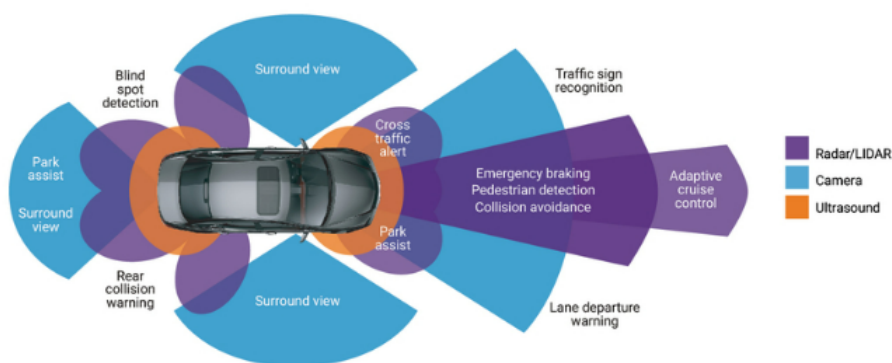 Surround view
Traffic sign
recognition
Blind
spot
detection
Cross
traffic
alert
Radar/LIDAR
Park
assist
Emergency braking
Pedestrian detection
Collision avoidance
Adaptive
cruise
control
Camera
Surround
view
Ultrasound
Park
assist
Rear
collision
warning
Surround view
Lane departure
warning